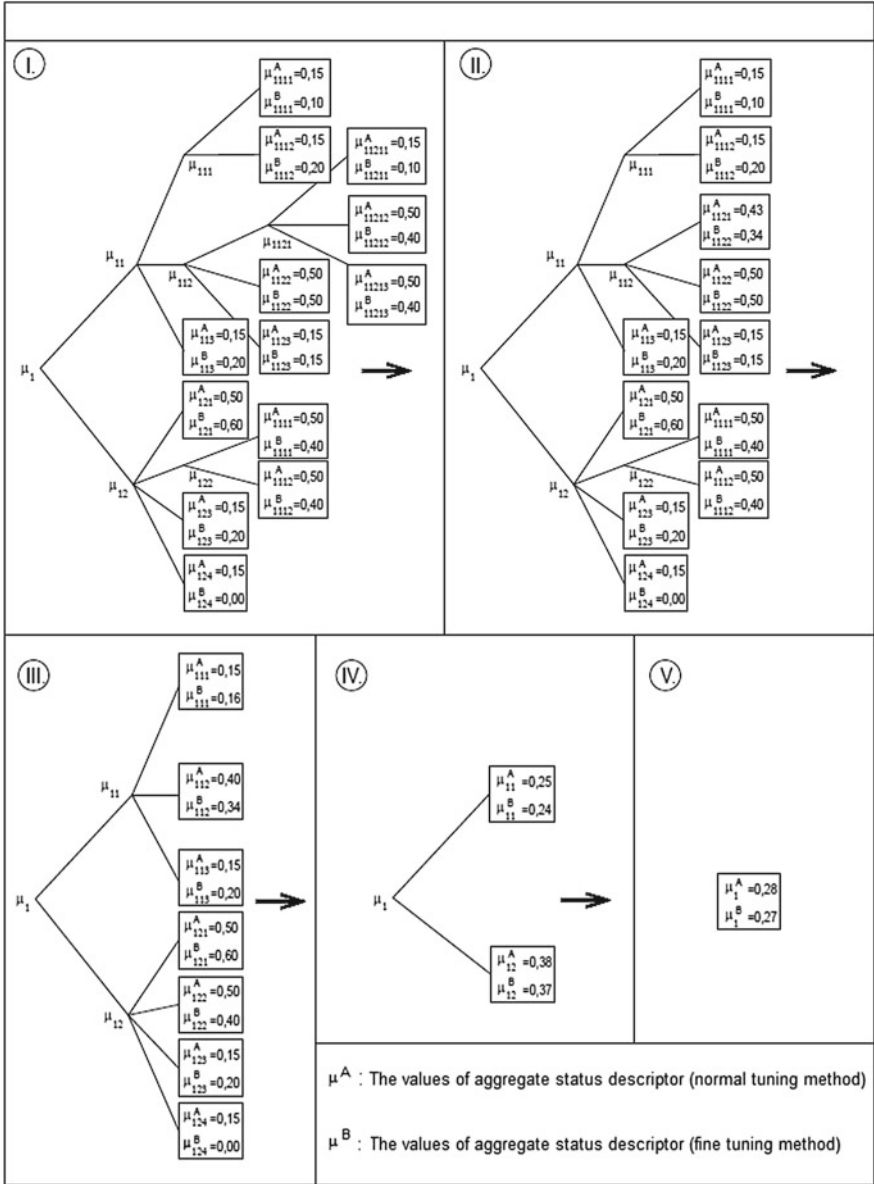 I.
μ^A_1111=0,15
μ^B_1111=0,10
μ^A_1112=0,15
μ^B_1112=0,20
μ_111
μ^A_11211=0,15
μ^B_11211=0,10
μ^A_11212=0,50
μ^B_11212=0,40
μ_1121
μ_11
μ_112
μ^A_1122=0,50
μ^B_1122=0,50
μ^A_11213=0,50
μ^B_11213=0,40
μ^A_113=0,15
μ^B_113=0,20
μ^A_1123=0,15
μ^B_1123=0,15
μ_1
μ^A_121=0,50
μ^B_121=0,60
μ^A_1111=0,50
μ^B_1111=0,40
μ_12
μ_122
μ^A_1112=0,50
μ^B_1112=0,40
μ^A_123=0,15
μ^B_123=0,20
μ^A_124=0,15
μ^B_124=0,00
II.
μ^A_1111=0,15
μ^B_1111=0,10
μ^A_1112=0,15
μ^B_1112=0,20
μ_111
μ^A_1121=0,43
μ^B_1122=0,34
μ_11
μ_112
μ^A_1122=0,50
μ^B_1122=0,50
μ^A_113=0,15
μ^B_113=0,20
μ^A_1123=0,15
μ^B_1123=0,15
μ_1
μ^A_121=0,50
μ^B_121=0,60
μ^A_1111=0,50
μ^B_1111=0,40
μ_12
μ_122
μ^A_1112=0,50
μ^B_1112=0,40
μ^A_123=0,15
μ^B_123=0,20
μ^A_124=0,15
μ^B_124=0,00
III.
μ^A_111=0,15
μ^B_111=0,16
μ_11
μ^A_112=0,40
μ^B_112=0,34
μ^A_113=0,15
μ^B_113=0,20
μ_1
μ^A_121=0,50
μ^B_121=0,60
μ_12
μ^A_122=0,50
μ^B_122=0,40
μ^A_123=0,15
μ^B_123=0,20
μ^A_124=0,15
μ^B_124=0,00
IV.
μ^A_11=0,25
μ^B_11=0,24
μ_1
μ^A_12=0,38
μ^B_12=0,37
V.
μ^A_1=0,28
μ^B_1=0,27
μ^A : The values of aggregate status descriptor (normal tuning method)
μ^B : The values of aggregate status descriptor (fine tuning method)